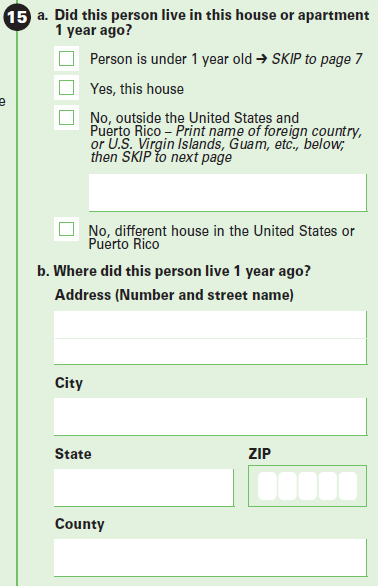 15 a. Did this person live in this house or apartment
1 year ago?
Person is under 1 year old → SKIP to page 7
Yes, this house
No, outside the United States and
Puerto Rico – Print name of foreign country,
or U.S. Virgin Islands, Guam, etc., below;
then SKIP to next page
No, different house in the United States or
Puerto Rico
b. Where did this person live 1 year ago?
Address (Number and street name)
City
State ZIP
County